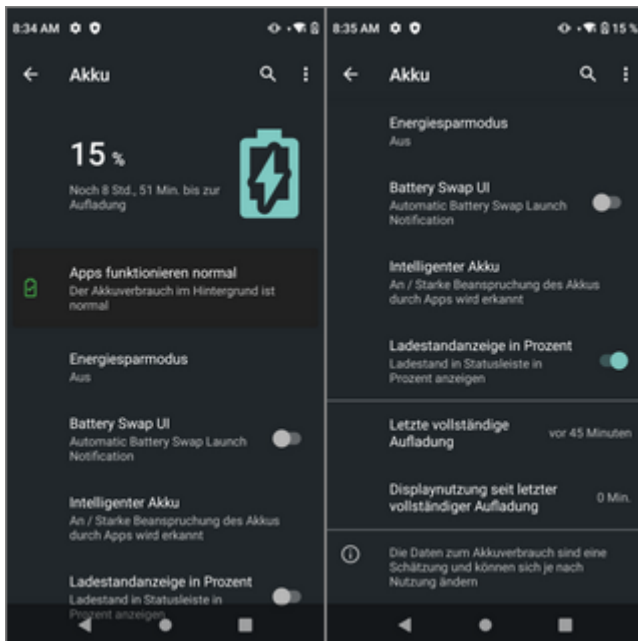 8:34 AM
Akku
15 %
Noch 8 Std., 51 Min. bis zur
Aufladung
Apps funktionieren normal
Der Akkuverbrauch im Hintergrund ist
normal
Energiesparmodus
Aus
Battery Swap UI
Automatic Battery Swap Launch
Notification
Intelligenter Akku
An / Starke Beanspruchung des Akkus
durch Apps wird erkannt
Ladestandanzeige in Prozent
Ladestand in Statusleiste in
Prozent anzeigen
8:35 AM
15 %
Akku
Energiesparmodus
Aus
Battery Swap UI
Automatic Battery Swap Launch
Notification
Intelligenter Akku
An / Starke Beanspruchung des Akkus
durch Apps wird erkannt
Ladestandanzeige in Prozent
Ladestand in Statusleiste in
Prozent anzeigen
Letzte vollständige
Aufladung
vor 45 Minuten
Displaynutzung seit letzter
vollständiger Aufladung
0 Min.
Die Daten zum Akkuverbrauch sind eine
Schätzung und können sich je nach
Nutzung ändern